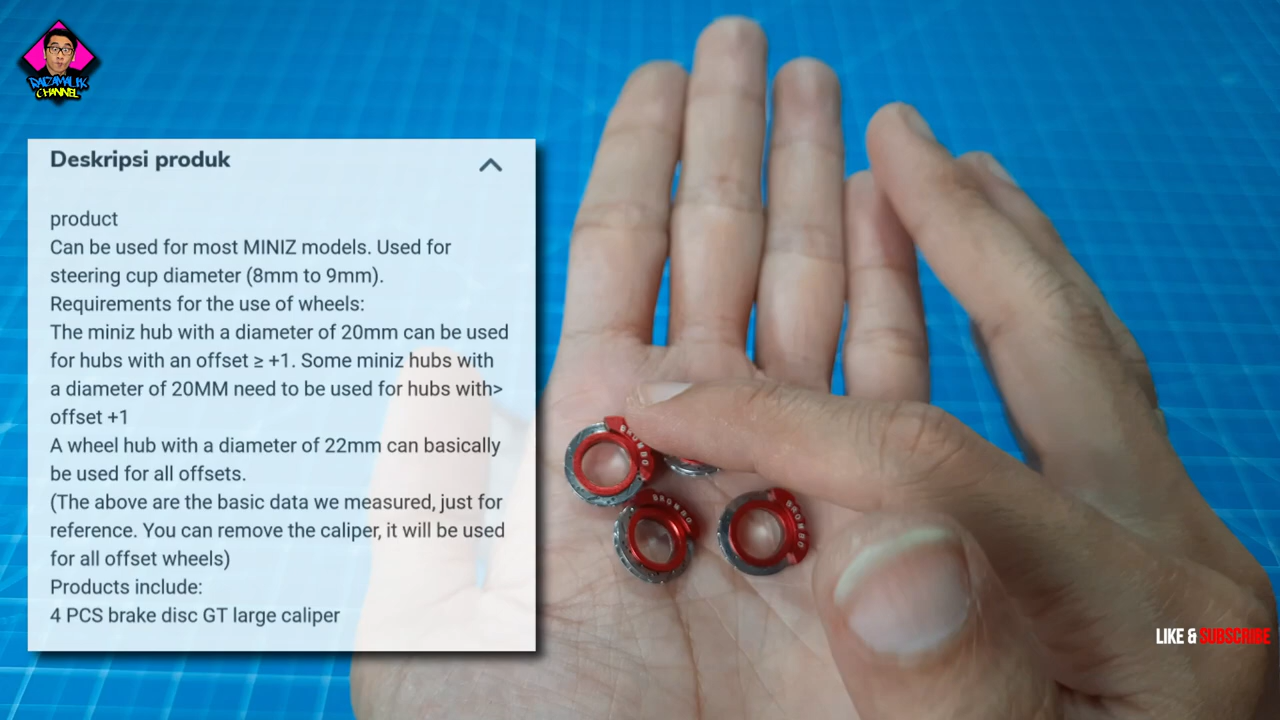 RAIZAMALIK
CHANNEL
Deskripsi produk
product
Can be used for most MINIZ models. Used for
steering cup diameter (8mm to 9mm).
Requirements for the use of wheels:
The miniz hub with a diameter of 20mm can be used
for hubs with an offset ≥ +1. Some miniz hubs with
a diameter of 20MM need to be used for hubs with>
offset +1
A wheel hub with a diameter of 22mm can basically
be used for all offsets.
(The above are the basic data we measured, just for
reference. You can remove the caliper, it will be used
for all offset wheels)
Products include:
4 PCS brake disc GT large caliper
BROMBO
BROMBO
BROMBO
LIKE & SUBSCRIBE